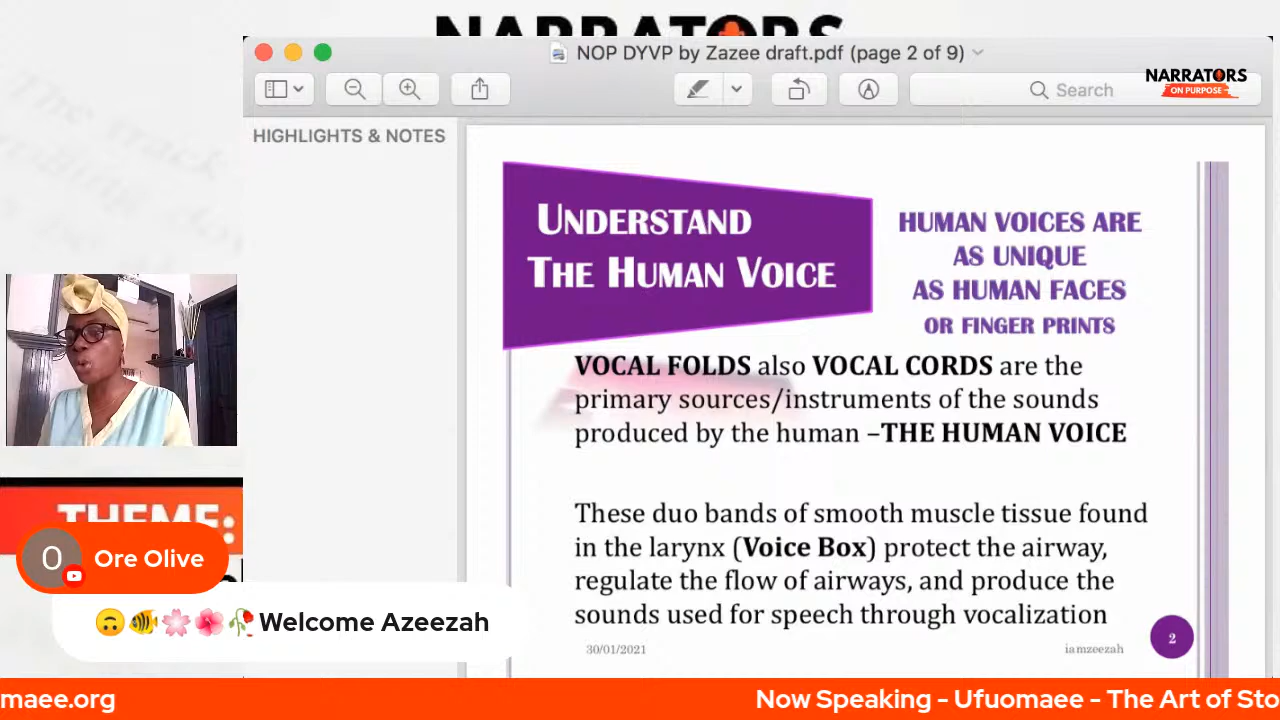 NARRATORS
NOP DYVP by Zazee draft.pdf (page 2 of 9)
Search
NARRATORS
ON PURPOSE
HIGHLIGHTS & NOTES
UNDERSTAND
THE HUMAN VOICE
HUMAN VOICES ARE
AS UNIQUE
AS HUMAN FACES
OR FINGER PRINTS
VOCAL FOLDS also VOCAL CORDS are the
primary sources/instruments of the sounds
produced by the human –THE HUMAN VOICE
These duo bands of smooth muscle tissue found
in the larynx (Voice Box) protect the airway,
regulate the flow of airways, and produce the
sounds used for speech through vocalization
30/01/2021
iamzeezah
2
THEME:
O
Ore Olive
🙃🐠🌸🌺🥀Welcome Azeezah
maee.org
Now Speaking - Ufuomaee - The Art of Sto